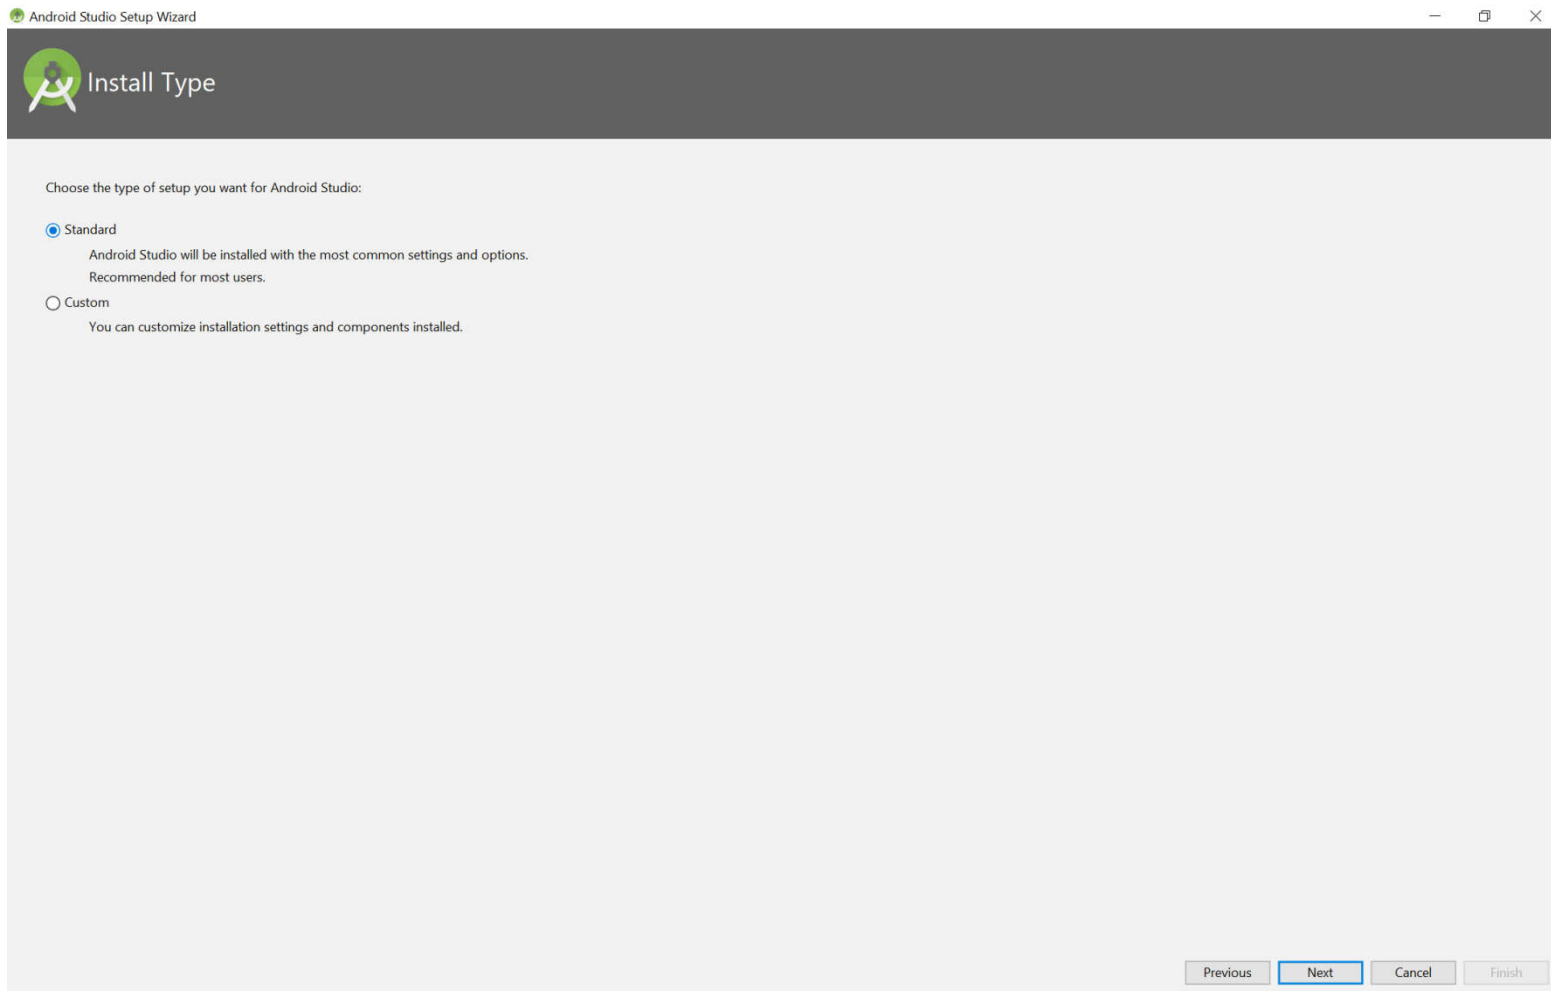 Android Studio Setup Wizard
Install Type
Choose the type of setup you want for Android Studio:
Standard
Android Studio will be installed with the most common settings and options.
Recommended for most users.
Custom
You can customize installation settings and components installed.
Previous Next Cancel Finish